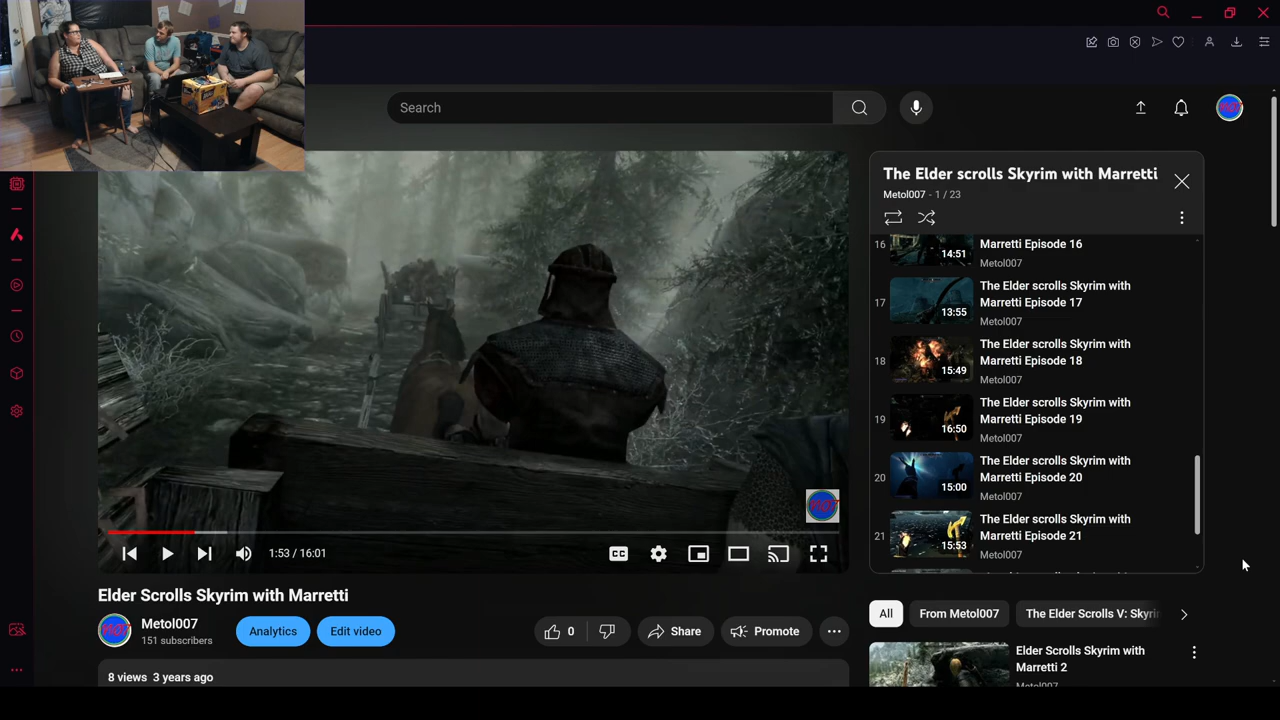 Search
The Elder scrolls Skyrim with Marretti
Metol007 - 1 / 23
16
14:51
Marretti Episode 16
Metol007
17
13:55
The Elder scrolls Skyrim with
Marretti Episode 17
Metol007
18
15:49
The Elder scrolls Skyrim with
Marretti Episode 18
Metol007
19
16:50
The Elder scrolls Skyrim with
Marretti Episode 19
Metol007
20
15:00
The Elder scrolls Skyrim with
Marretti Episode 20
Metol007
21
15:53
The Elder scrolls Skyrim with
Marretti Episode 21
Metol007
CC
1:53 / 16:01
Elder Scrolls Skyrim with Marretti
Metol007
151 subscribers
Analytics
Edit video
0
Share
Promote
8 views 3 years ago
All
From Metol007
The Elder Scrolls V: Skyrim
Elder Scrolls Skyrim with
Marretti 2